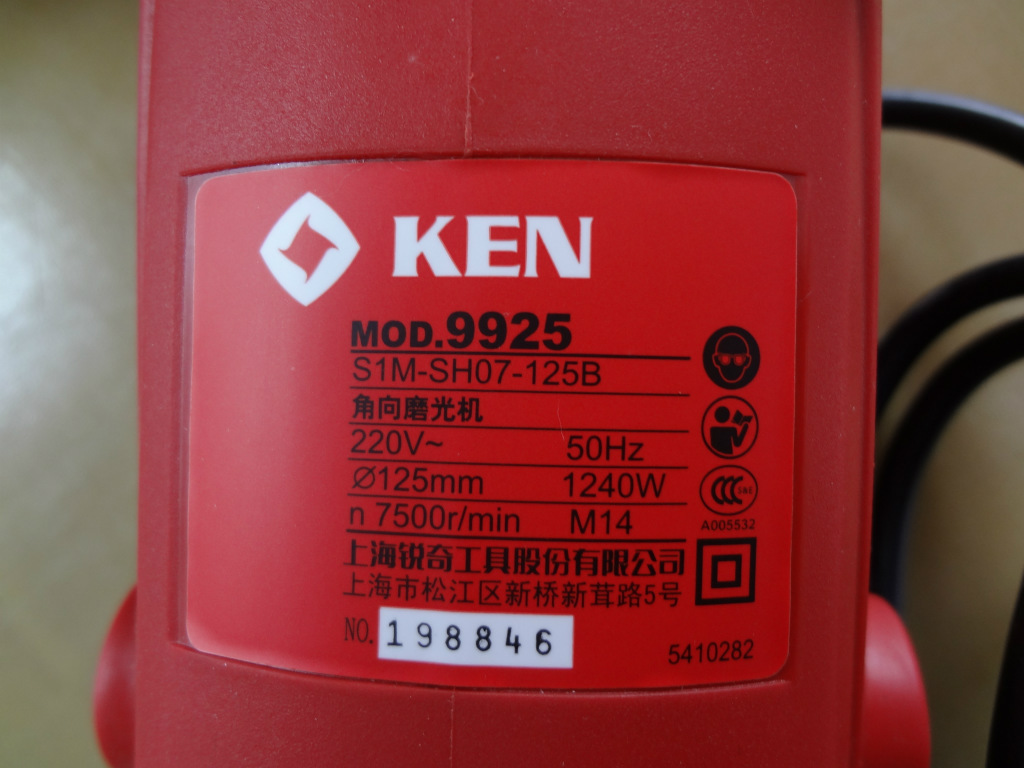 KEN
MOD.9925
S1M-SH07-125B
角向磨光机
220V~ 50Hz
Ø125mm 1240W
n 7500r/min M14
CCC S&E
A005532
上海锐奇工具股份有限公司
上海市松江区新桥新茸路5号
NO. 198846
5410282